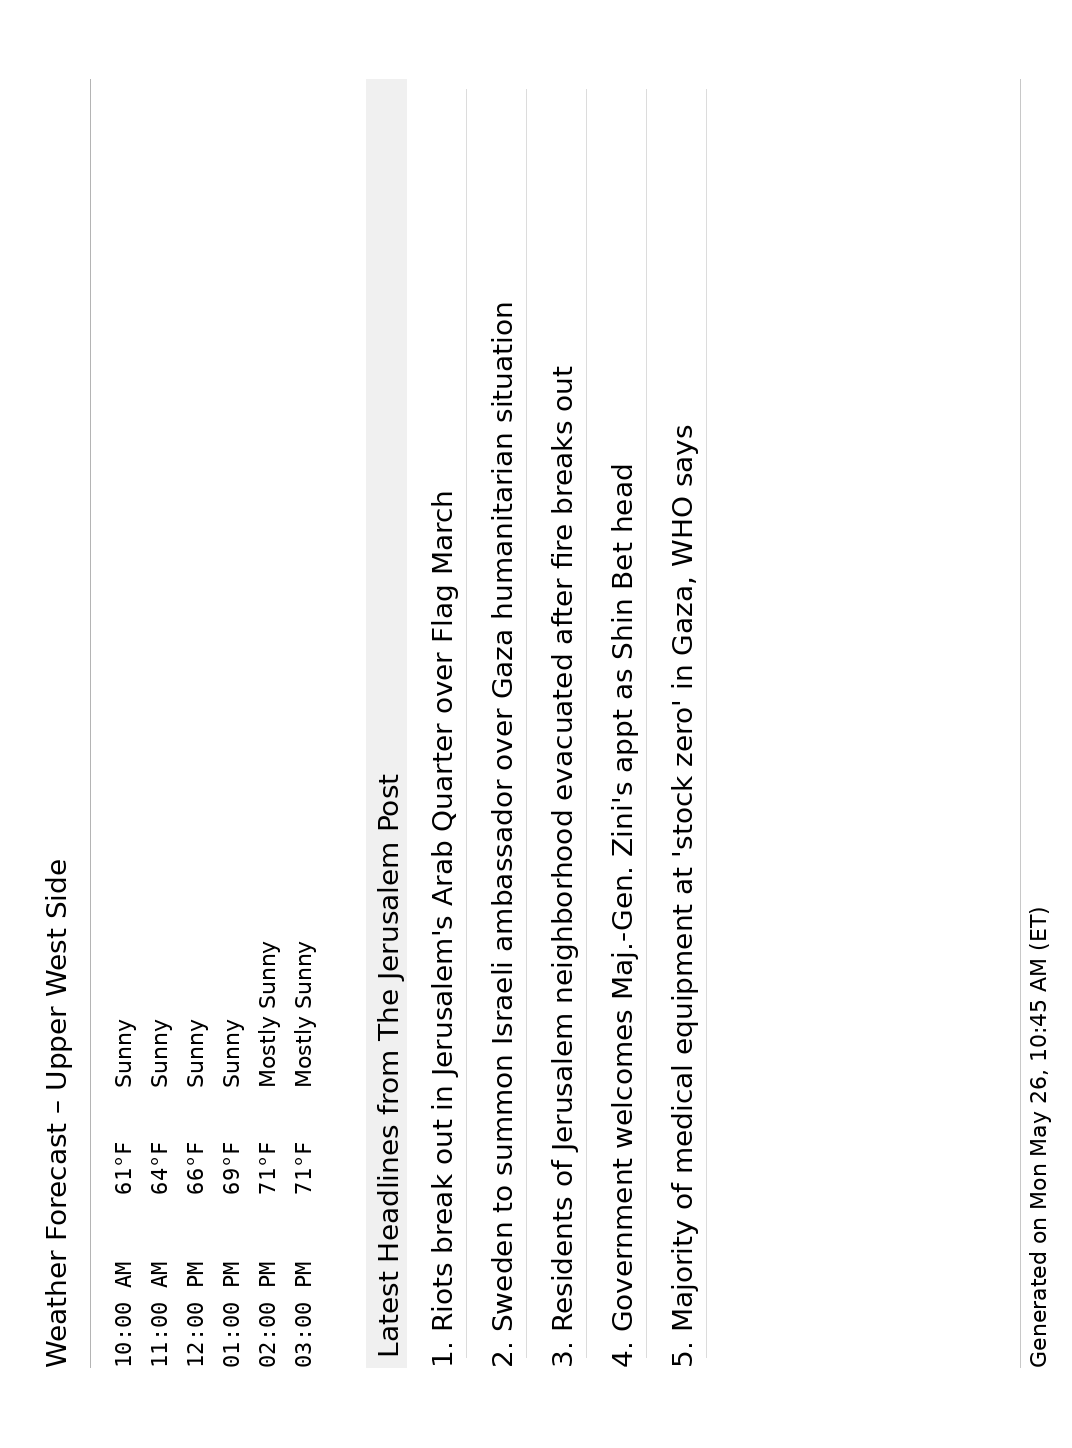 Weather Forecast – Upper West Side
10:00 AM 61°F Sunny
11:00 AM 64°F Sunny
12:00 PM 66°F Sunny
01:00 PM 69°F Sunny
02:00 PM 71°F Mostly Sunny
03:00 PM 71°F Mostly Sunny
Latest Headlines from The Jerusalem Post
1. Riots break out in Jerusalem's Arab Quarter over Flag March
2. Sweden to summon Israeli ambassador over Gaza humanitarian situation
3. Residents of Jerusalem neighborhood evacuated after fire breaks out
4. Government welcomes Maj.-Gen. Zini's appt as Shin Bet head
5. Majority of medical equipment at 'stock zero' in Gaza, WHO says
Generated on Mon May 26, 10:45 AM (ET)